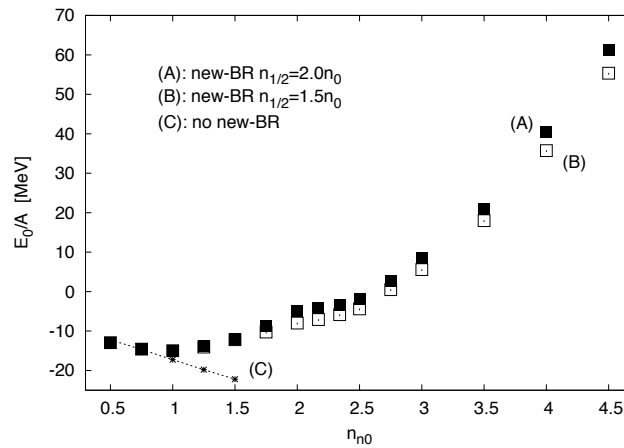 70
60
50
40
30
20
10
0
-10
-20
E0/A [MeV]
(A): new-BR n1/2=2.0n0
(B): new-BR n1/2=1.5n0
(C): no new-BR
(A)
(B)
(C)
0.5 1 1.5 2 2.5 3 3.5 4 4.5
nn0